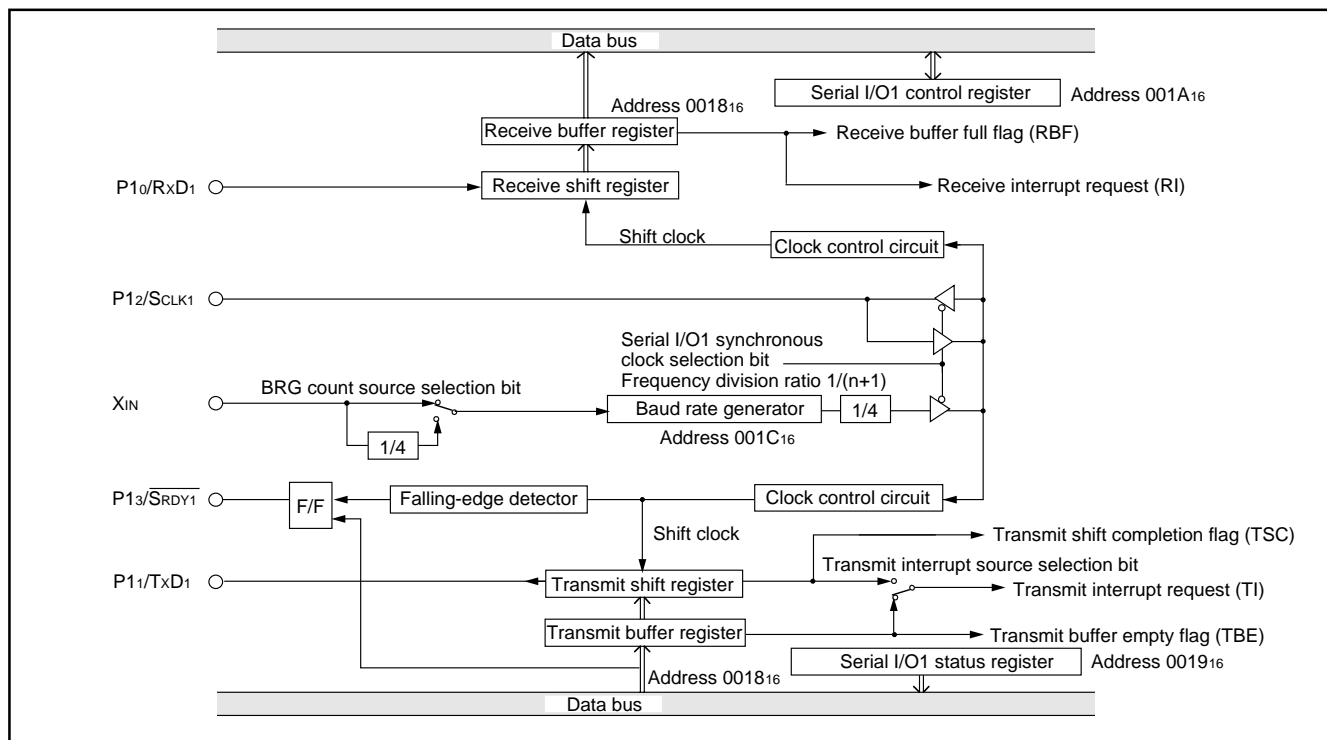 Data bus
Serial I/O1 control register
Address 001A16
Address 001816
Receive buffer register
Receive buffer full flag (RBF)
P10/RXD1
Receive shift register
Receive interrupt request (RI)
Shift clock
Clock control circuit
P12/SCLK1
Serial I/O1 synchronous
clock selection bit
BRG count source selection bit
Frequency division ratio 1/(n+1)
XIN
Baud rate generator
1/4
Address 001C16
1/4
P13/SRDY1
F/F
Falling-edge detector
Clock control circuit
Shift clock
Transmit shift completion flag (TSC)
Transmit interrupt source selection bit
P11/TXD1
Transmit shift register
Transmit interrupt request (TI)
Transmit buffer register
Transmit buffer empty flag (TBE)
Address 001816
Serial I/O1 status register
Address 001916
Data bus